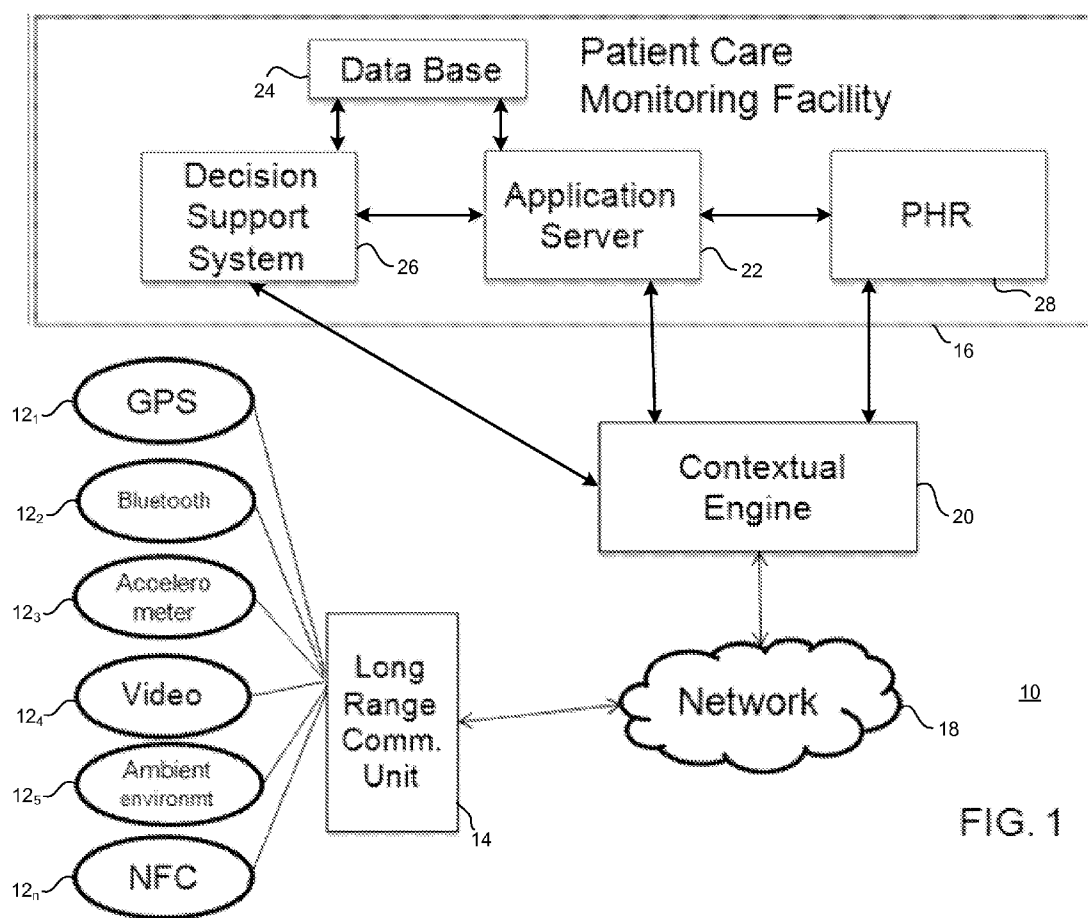 Patient Care
Monitoring Facility
Data Base
24
Decision
Support
System
26
Application
Server
22
PHR
28
16
GPS
12₁
Bluetooth
12₂
Accelero
meter
12₃
Video
12₄
Ambient
environmt
12₅
NFC
12ₙ
Long
Range
Comm.
Unit
14
Contextual
Engine
20
Network
18
10
FIG. 1